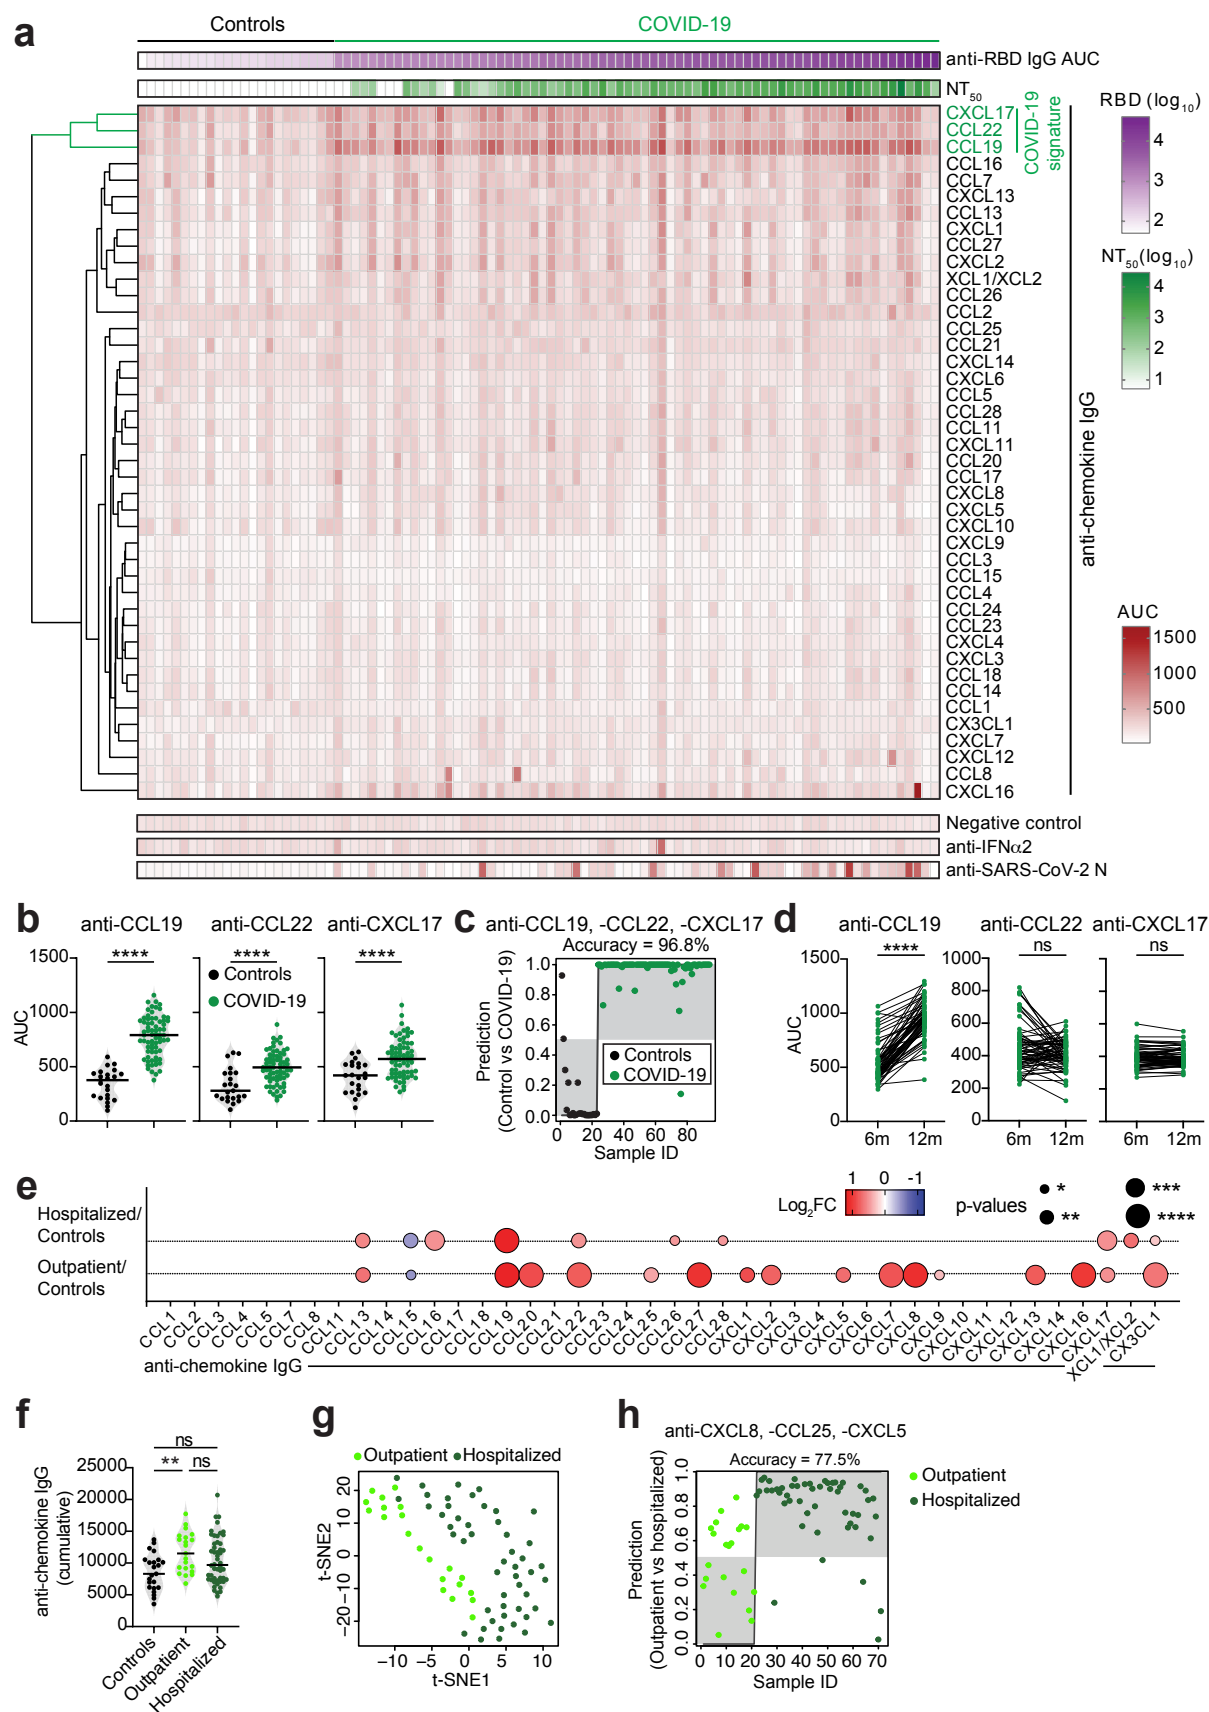 a
Controls
COVID-19
anti-RBD IgG AUC
NT50
CXCL17
CCL22
CCL19
COVID-19
signature
CCL16
CCL7
CXCL13
CCL13
CXCL1
CCL27
CXCL2
XCL1/XCL2
CCL26
CCL2
CCL25
CCL21
CXCL14
CXCL6
CCL5
CCL28
CCL11
CXCL11
CCL20
CCL17
CXCL8
CXCL5
CXCL10
CXCL9
CCL3
CCL15
CCL4
CCL24
CCL23
CXCL4
CXCL3
CCL18
CCL14
CCL1
CX3CL1
CXCL7
CXCL12
CCL8
CXCL16
anti-chemokine IgG
Negative control
anti-IFNα2
anti-SARS-CoV-2 N
RBD (log10)
4
3
2
NT50(log10)
4
3
2
1
AUC
1500
1000
500
b
anti-CCL19
anti-CCL22
anti-CXCL17
****
****
****
Controls
COVID-19
AUC
1500
1000
500
0
c
anti-CCL19, -CCL22, -CXCL17
Accuracy = 96.8%
Prediction
(Control vs COVID-19)
1.0
0.8
0.6
0.4
0.2
0.0
Controls
COVID-19
0 20 40 60 80
Sample ID
d
anti-CCL19
anti-CCL22
anti-CXCL17
****
ns
ns
AUC
1500
1000
500
0
1000
800
600
400
200
0
6m 12m
6m 12m
6m 12m
e
Log2FC
1 0 -1
p-values
*
**
***
****
Hospitalized/
Controls
Outpatient/
Controls
CCL1
CCL2
CCL3
CCL4
CCL5
CCL7
CCL8
CCL11
CCL13
CCL14
CCL15
CCL16
CCL17
CCL18
CCL19
CCL20
CCL21
CCL22
CCL23
CCL24
CCL25
CCL26
CCL27
CCL28
CXCL1
CXCL2
CXCL3
CXCL4
CXCL5
CXCL6
CXCL7
CXCL8
CXCL9
CXCL10
CXCL11
CXCL12
CXCL13
CXCL14
CXCL16
CXCL17
XCL1/XCL2
CX3CL1
anti-chemokine IgG
f
ns
** ns
anti-chemokine IgG
(cumulative)
25000
20000
15000
10000
5000
0
Controls
Outpatient
Hospitalized
g
Outpatient
Hospitalized
t-SNE2
20
10
0
−10
−20
−10 −5 0 5 10
t-SNE1
h
anti-CXCL8, -CCL25, -CXCL5
Accuracy = 77.5%
Prediction
(Outpatient vs hospitalized)
1.0
0.8
0.6
0.4
0.2
0.0
Outpatient
Hospitalized
0 10 20 30 40 50 60 70
Sample ID